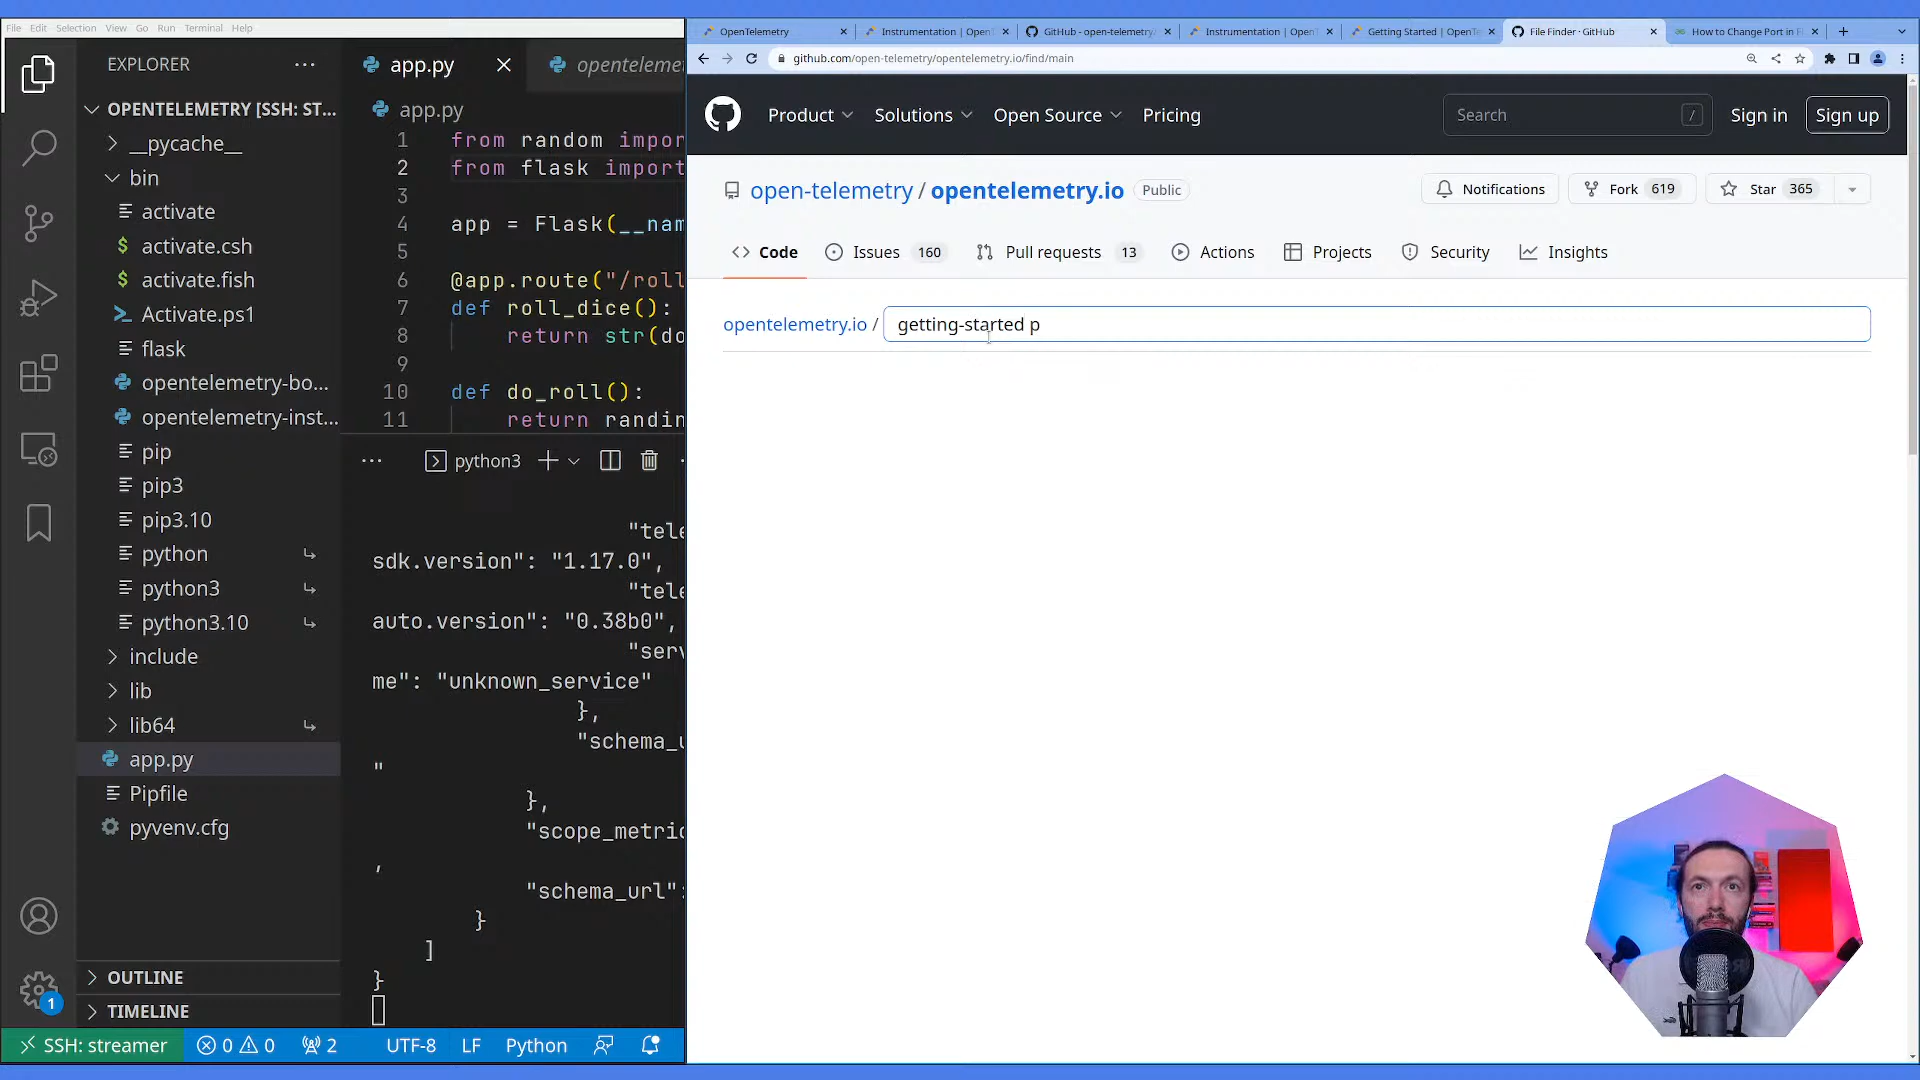 File Edit Selection View Go Run Terminal Help
EXPLORER
OPENTELEMETRY [SSH: ST...
__pycache__
bin
activate
activate.csh
activate.fish
Activate.ps1
flask
opentelemetry-bo...
opentelemetry-inst...
pip
pip3
pip3.10
python
python3
python3.10
include
lib
lib64
app.py
Pipfile
pyvenv.cfg
OUTLINE
TIMELINE
1
SSH: streamer 0 0 2 UTF-8 LF Python
app.py
openteleme
app.py
1 from random impor
2 from flask import
3
4 app = Flask(__nam
5
6 @app.route("/roll
7 def roll_dice():
8 return str(do
9
10 def do_roll():
11 return randin
python3
"tele
sdk.version": "1.17.0",
"tele
auto.version": "0.38b0",
"serv
me": "unknown_service"
},
"schema_u
"
},
"scope_metric
,
"schema_url":
}
]
}
OpenTelemetry
Instrumentation | Open
GitHub - open-telemetry
Instrumentation | Open
Getting Started | OpenTe
File Finder · GitHub
How to Change Port in F
github.com/open-telemetry/opentelemetry.io/find/main
Product Solutions Open Source Pricing Search / Sign in Sign up
open-telemetry / opentelemetry.io Public Notifications Fork 619 Star 365
Code Issues 160 Pull requests 13 Actions Projects Security Insights
opentelemetry.io / getting-started p